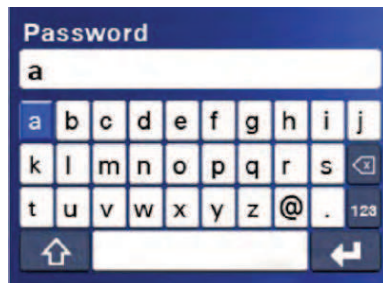 Password
a
a b c d e f g h i j
k l m n o p q r s
t u v w x y z @ . 123